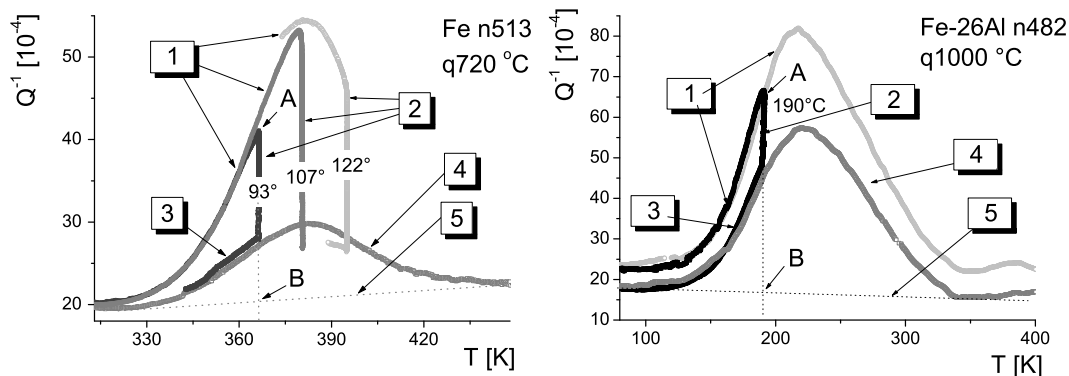 Fe n513
q720 °C
Q⁻¹ [10⁻⁴]
50
40
30
20
330
360
390
420
T [K]
1
A
2
93°
107°
122°
3
4
5
B
Fe-26Al n482
q1000 °C
Q⁻¹ [10⁻⁴]
80
70
60
50
40
30
20
10
100
200
300
400
T [K]
1
A
190°C
2
3
4
5
B